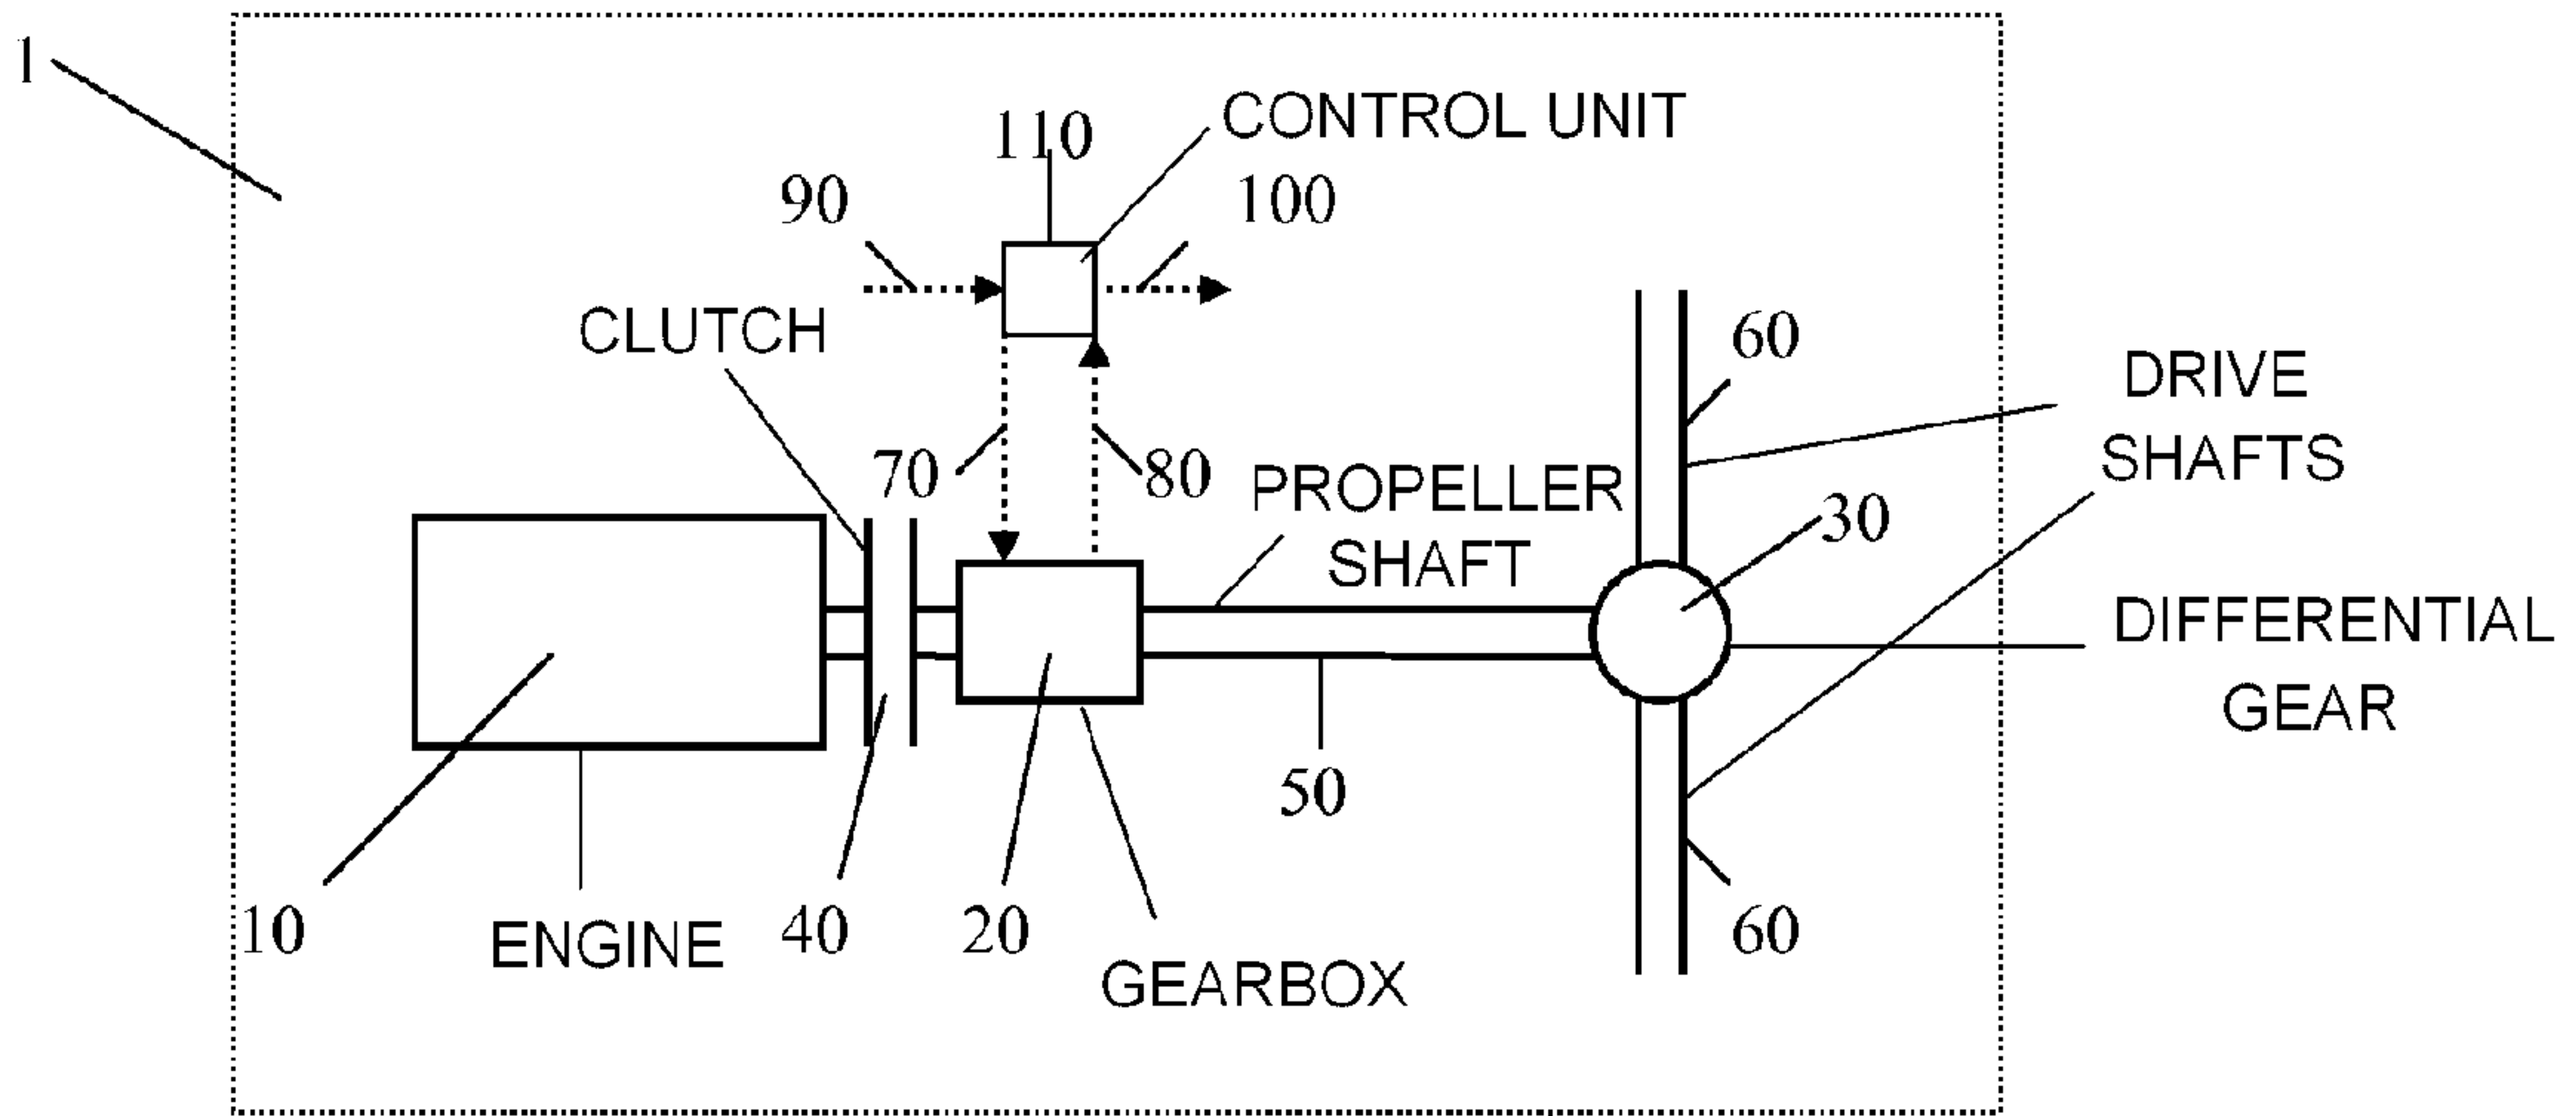 1
110
CONTROL UNIT
90
100
CLUTCH
60
DRIVE
SHAFTS
70
80
PROPELLER
SHAFT
30
DIFFERENTIAL
GEAR
50
10
ENGINE
40
20
GEARBOX
60